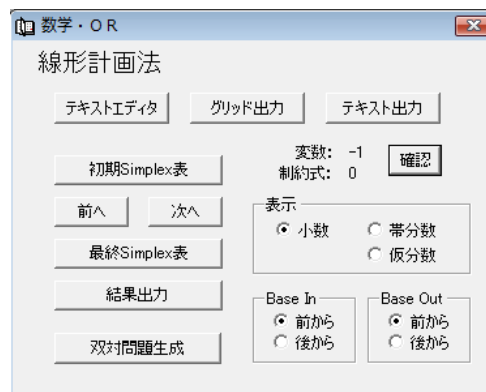 数学・OR
線形計画法
テキストエディタ グリッド出力 テキスト出力
変数: -1 確認
制約式: 0
初期Simplex表
前へ 次へ
最終Simplex表
結果出力
双対問題生成
表示
小数 帯分数
仮分数
Base In
前から
後から
Base Out
前から
後から